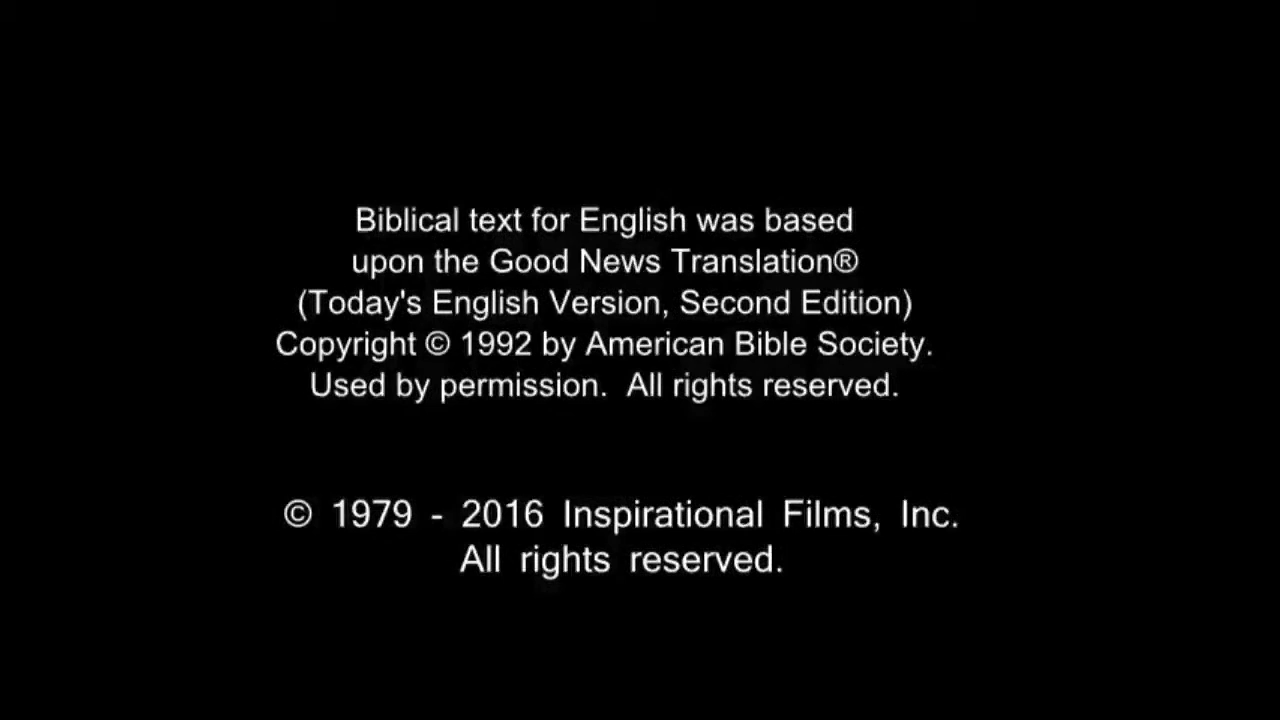 Biblical text for English was based
upon the Good News Translation®
(Today's English Version, Second Edition)
Copyright © 1992 by American Bible Society.
Used by permission.  All rights reserved.
© 1979 - 2016 Inspirational Films, Inc.
All rights reserved.